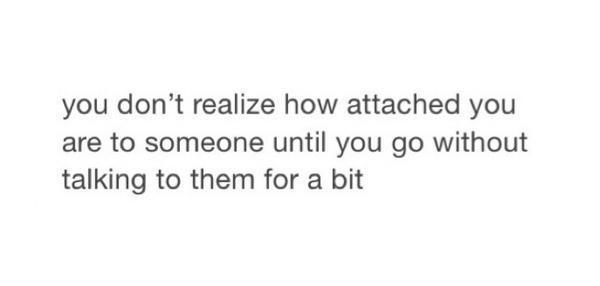 you don’t realize how attached you
are to someone until you go without
talking to them for a bit